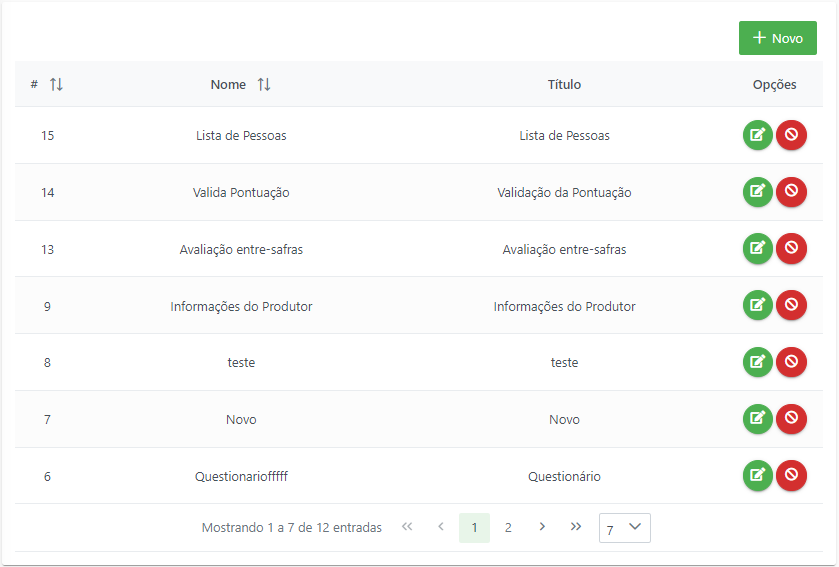 Novo
# Nome Título Opções
15 Lista de Pessoas Lista de Pessoas
14 Valida Pontuação Validação da Pontuação
13 Avaliação entre-safras Avaliação entre-safras
9 Informações do Produtor Informações do Produtor
8 teste teste
7 Novo Novo
6 Questionariofffff Questionário
Mostrando 1 a 7 de 12 entradas 1 2 7